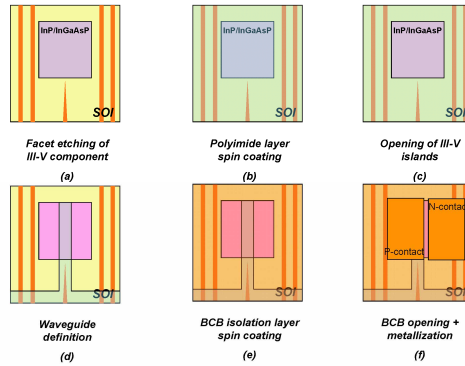 InP/InGaAsP
InP/InGaAsP
InP/InGaAsP
SOI
SOI
SOI
Facet etching of
III-V component
Polyimide layer
spin coating
Opening of III-V
islands
(a)
(b)
(c)
N-contac
P-contact
SOI
SOI
SOI
Waveguide
definition
BCB isolation layer
spin coating
BCB opening +
metallization
(d)
(e)
(f)